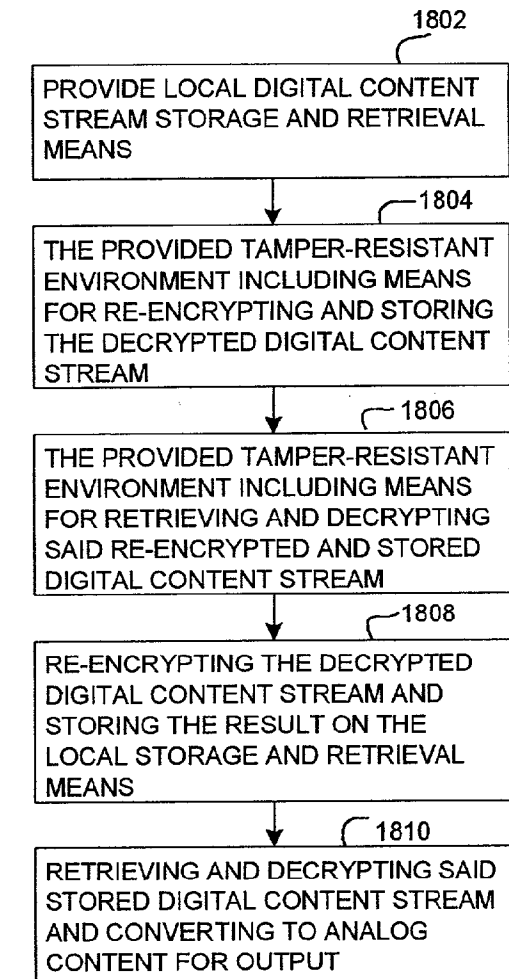 1802
PROVIDE LOCAL DIGITAL CONTENT
STREAM STORAGE AND RETRIEVAL
MEANS
1804
THE PROVIDED TAMPER-RESISTANT
ENVIRONMENT INCLUDING MEANS
FOR RE-ENCRYPTING AND STORING
THE DECRYPTED DIGITAL CONTENT
STREAM
1806
THE PROVIDED TAMPER-RESISTANT
ENVIRONMENT INCLUDING MEANS
FOR RETRIEVING AND DECRYPTING
SAID RE-ENCRYPTED AND STORED
DIGITAL CONTENT STREAM
1808
RE-ENCRYPTING THE DECRYPTED
DIGITAL CONTENT STREAM AND
STORING THE RESULT ON THE
LOCAL STORAGE AND RETRIEVAL
MEANS
1810
RETRIEVING AND DECRYPTING SAID
STORED DIGITAL CONTENT STREAM
AND CONVERTING TO ANALOG
CONTENT FOR OUTPUT